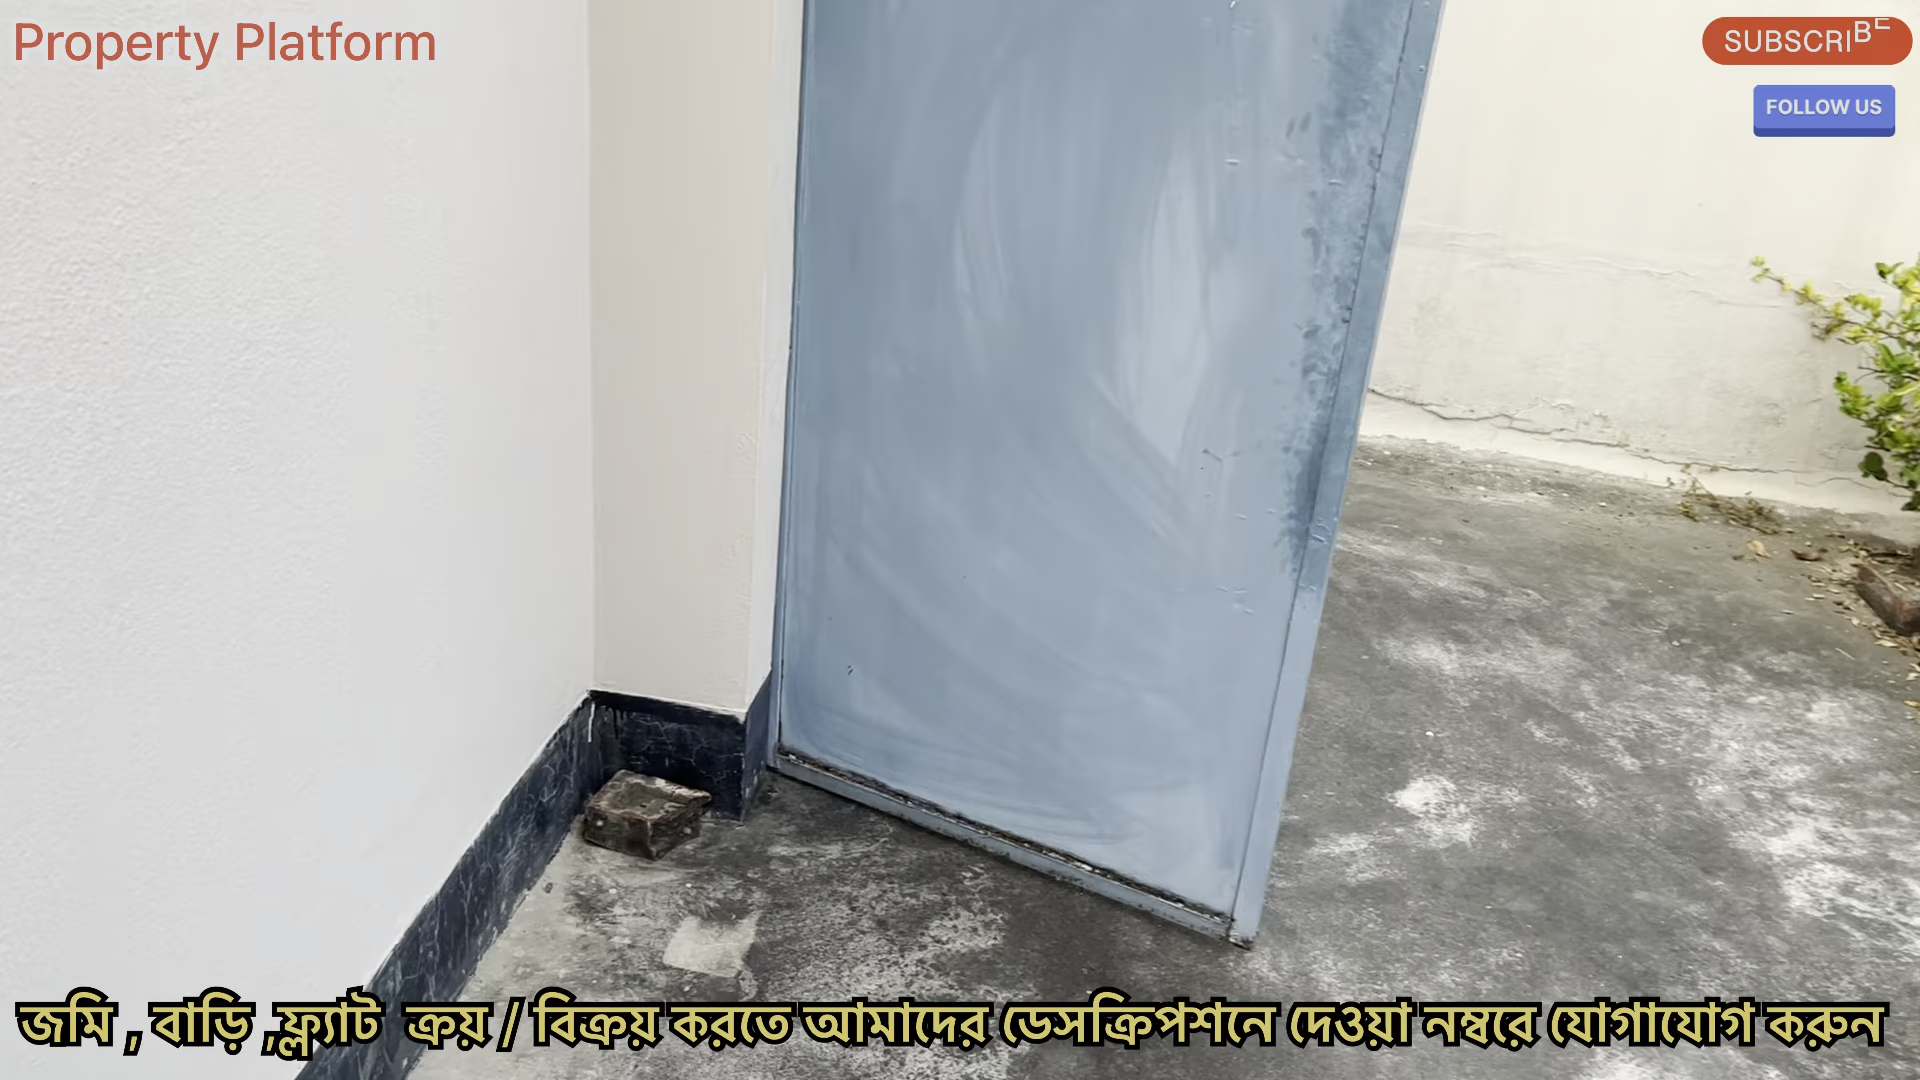 Property Platform
SUBSCRIBE
FOLLOW US
জমি , বাড়ি ,ফ্ল্যাট ক্রয় / বিক্রয় করতে আমাদের ডেসক্রিপশনে দেওয়া নম্বরে যোগাযোগ করুন